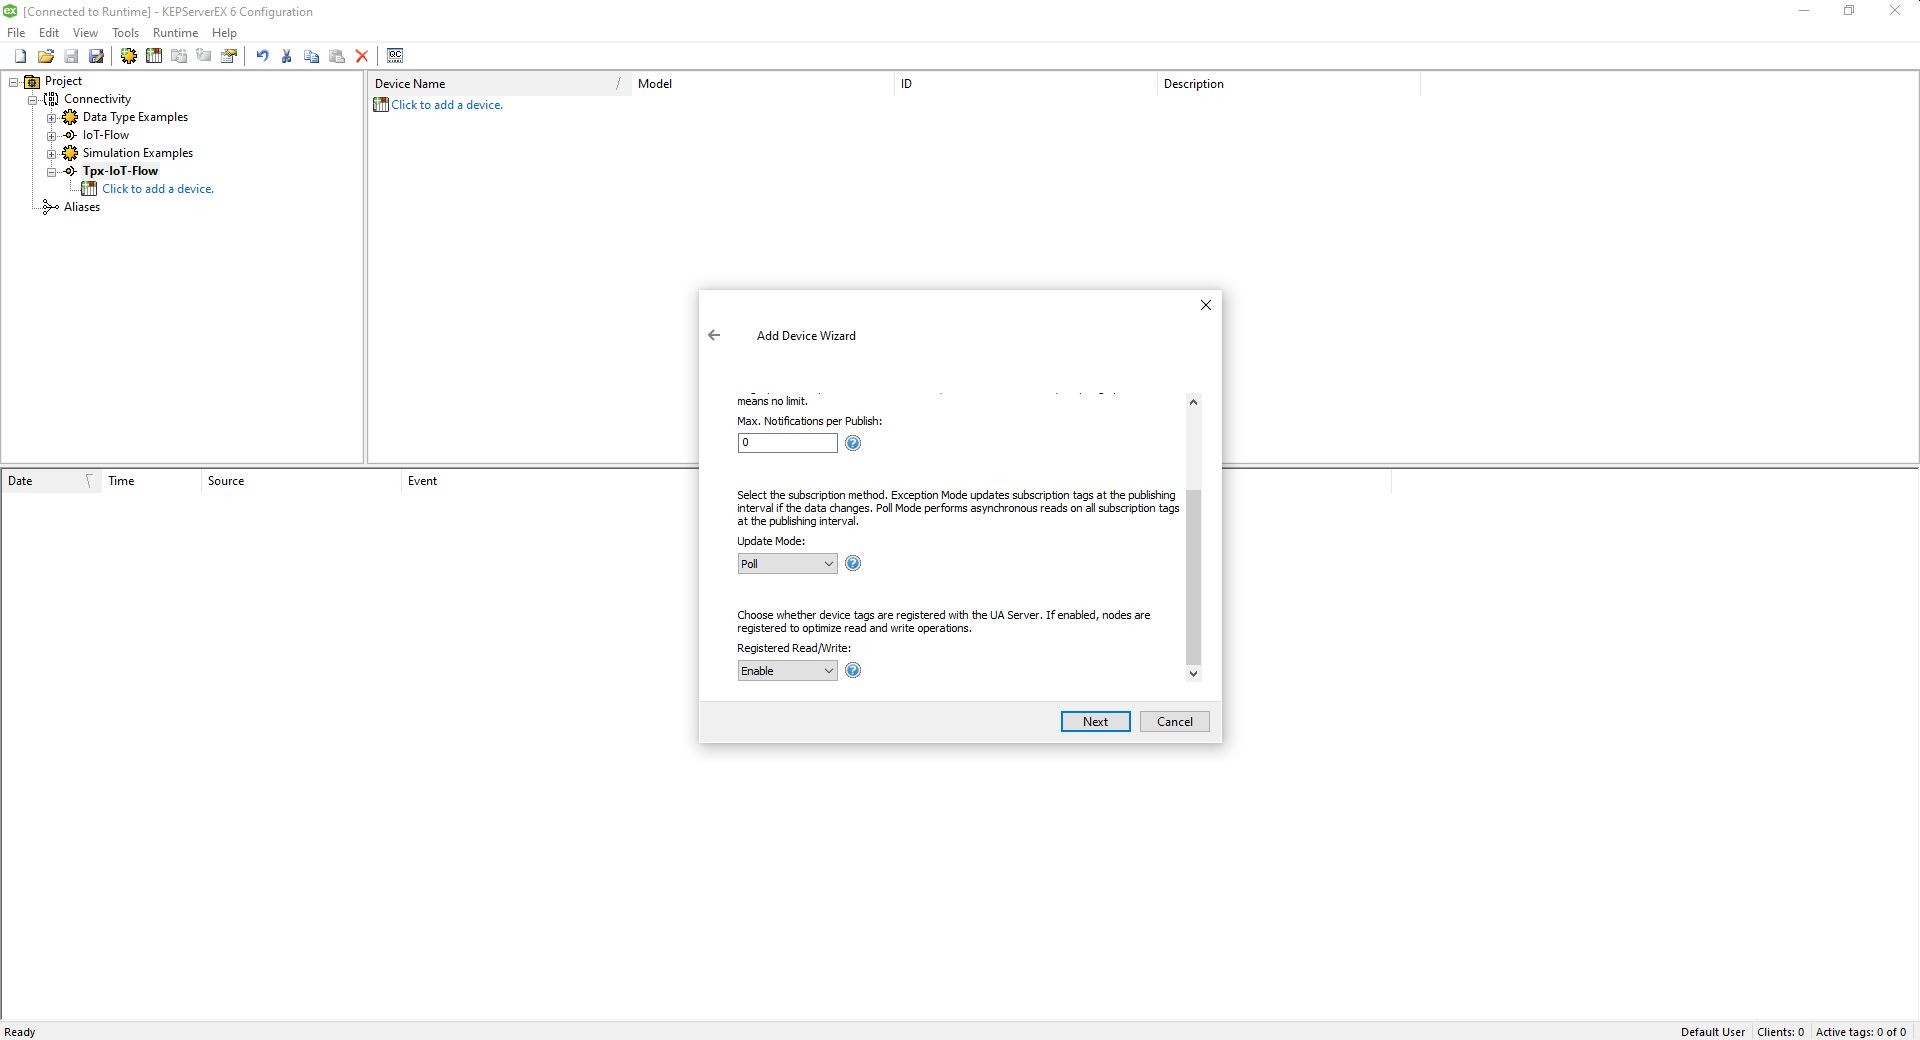 [Connected to Runtime] - KEPServerEX 6 Configuration
File Edit View Tools Runtime Help
Project
Connectivity
Data Type Examples
IoT-Flow
Simulation Examples
Tpx-IoT-Flow
Click to add a device.
Aliases
Device Name Model ID Description
Click to add a device.
Add Device Wizard
means no limit.
Max. Notifications per Publish:
0
Select the subscription method. Exception Mode updates subscription tags at the publishing
interval if the data changes. Poll Mode performs asynchronous reads on all subscription tags
at the publishing interval.
Update Mode:
Poll
Choose whether device tags are registered with the UA Server. If enabled, nodes are
registered to optimize read and write operations.
Registered Read/Write:
Enable
Next Cancel
Date Time Source Event
Ready Default User Clients: 0 Active tags: 0 of 0